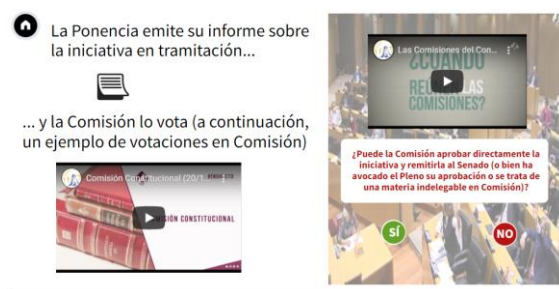 La Ponencia emite su informe sobre
la iniciativa en tramitación...
... y la Comisión lo vota (a continuación,
un ejemplo de votaciones en Comisión)
Comisión Constitucional (20/1...
COMISIÓN CONSTITUCIONAL
Las Comisiones del Con...
¿CUÁNDO
LAS
COMISIONES?
¿Puede la Comisión aprobar directamente la
iniciativa y remitirla al Senado (o bien ha
avocado el Pleno su aprobación o se trata de
una materia indelegable en Comisión)?
SÍ
NO